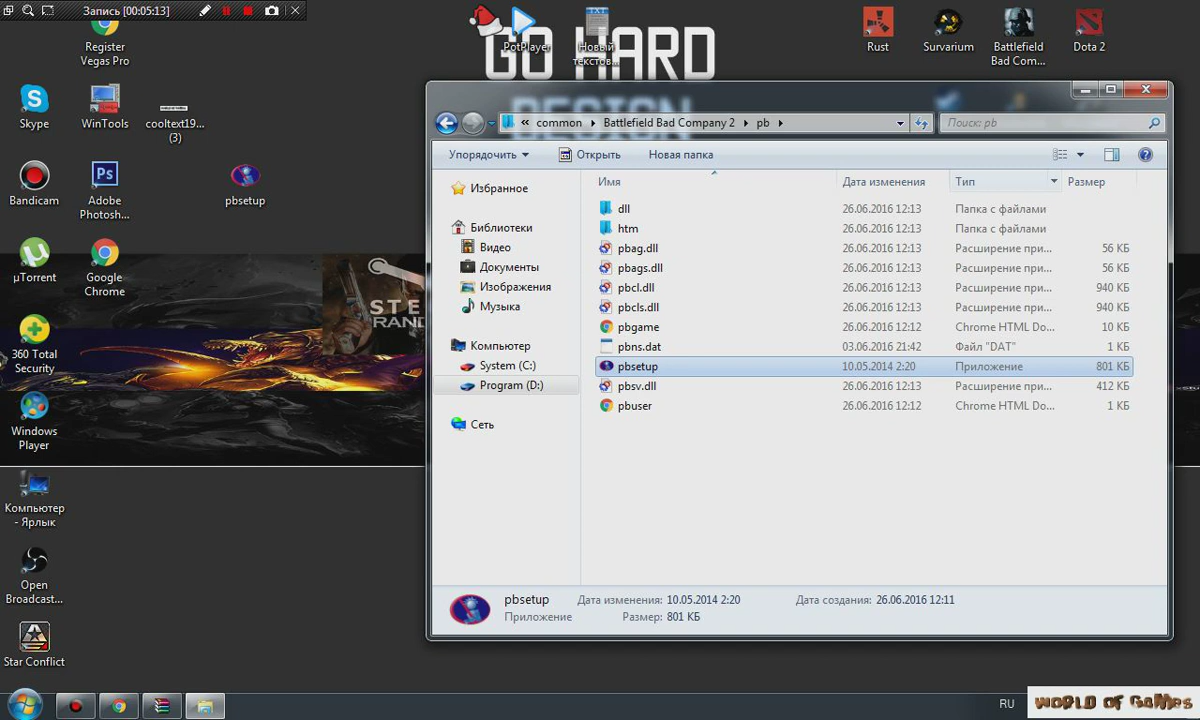 Запись [00:05:13]
Register
Vegas Pro
Skype
WinTools
cooltext19...
(3)
Bandicam
Adobe
Photosh...
pbsetup
µTorrent
Google
Chrome
360 Total
Security
Windows
Player
Компьютер
- Ярлык
Open
Broadcast...
Star Conflict
PotPlayer
Новый
текстов...
GO HARD
DESIGN
Rust
Survarium
Battlefield
Bad Com...
Dota 2
« common ▸ Battlefield Bad Company 2 ▸ pb ▸
Поиск: pb
Упорядочить ▾
Открыть
Новая папка
Избранное
Библиотеки
Видео
Документы
Изображения
Музыка
Компьютер
System (C:)
Program (D:)
Сеть
Имя Дата изменения Тип Размер
dll 26.06.2016 12:13 Папка с файлами
htm 26.06.2016 12:13 Папка с файлами
pbag.dll 26.06.2016 12:13 Расширение при... 56 КБ
pbags.dll 26.06.2016 12:13 Расширение при... 56 КБ
pbcl.dll 26.06.2016 12:13 Расширение при... 940 КБ
pbcls.dll 26.06.2016 12:13 Расширение при... 940 КБ
pbgame 26.06.2016 12:12 Chrome HTML Do... 10 КБ
pbns.dat 03.06.2016 21:42 Файл "DAT" 1 КБ
pbsetup 10.05.2014 2:20 Приложение 801 КБ
pbsv.dll 26.06.2016 12:13 Расширение при... 412 КБ
pbuser 26.06.2016 12:12 Chrome HTML Do... 1 КБ
pbsetup Дата изменения: 10.05.2014 2:20 Дата создания: 26.06.2016 12:11
Приложение Размер: 801 КБ
RU
WORLD OF GAMES